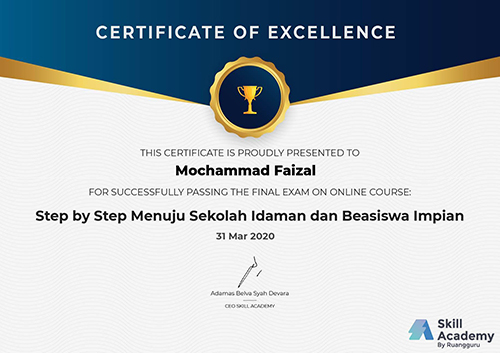 CERTIFICATE OF EXCELLENCE
THIS CERTIFICATE IS PROUDLY PRESENTED TO
Mochammad Faizal
FOR SUCCESSFULLY PASSING THE FINAL EXAM ON ONLINE COURSE:
Step by Step Menuju Sekolah Idaman dan Beasiswa Impian
31 Mar 2020
Adamas Belva Syah Devara
CEO SKILL ACADEMY
Skill
Academy
By Ruangguru